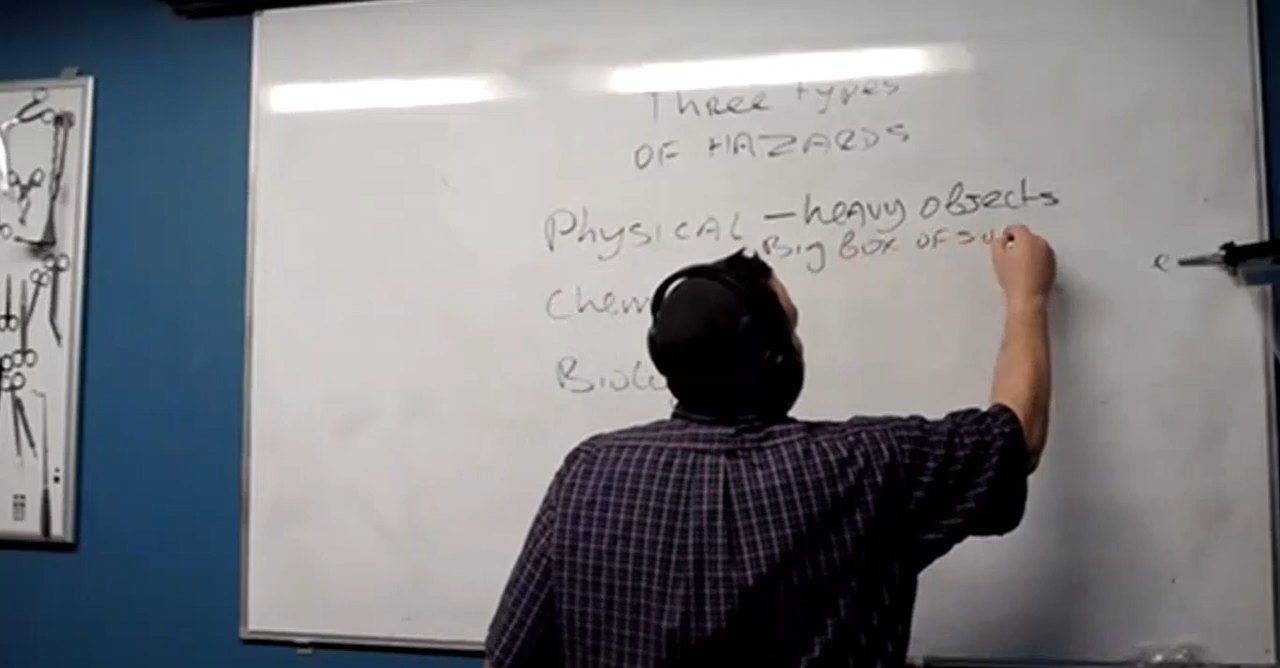 Three types
OF HAZARDS
Physical – heavy objects
Big box OF
Chem
Biolo